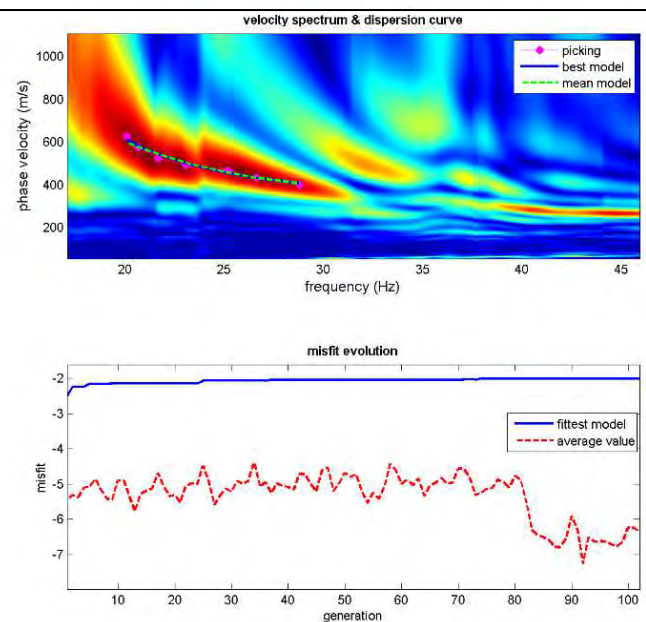 velocity spectrum & dispersion curve
1000
800
600
400
200
phase velocity (m/s)
picking
best model
mean model
20 25 30 35 40 45
frequency (Hz)
misfit evolution
-2
-3
-4
-5
-6
-7
misfit
fittest model
average value
10 20 30 40 50 60 70 80 90 100
generation